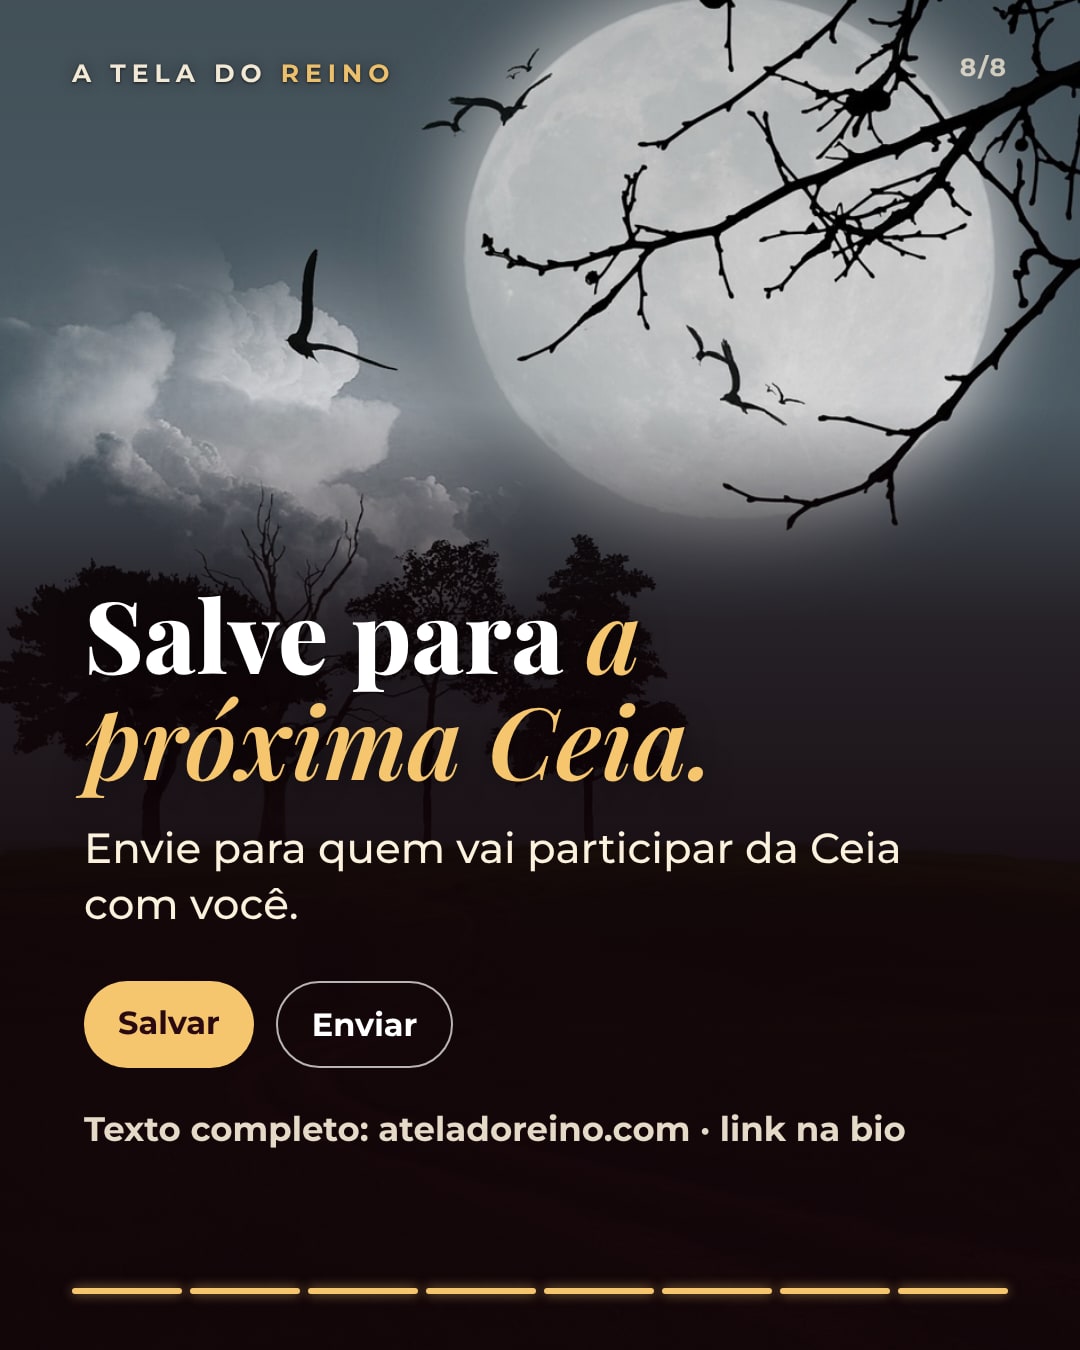 A TELA DO REINO
8/8
Salve para a
próxima Ceia.
Envie para quem vai participar da Ceia
com você.
Salvar
Enviar
Texto completo: ateladoreino.com · link na bio